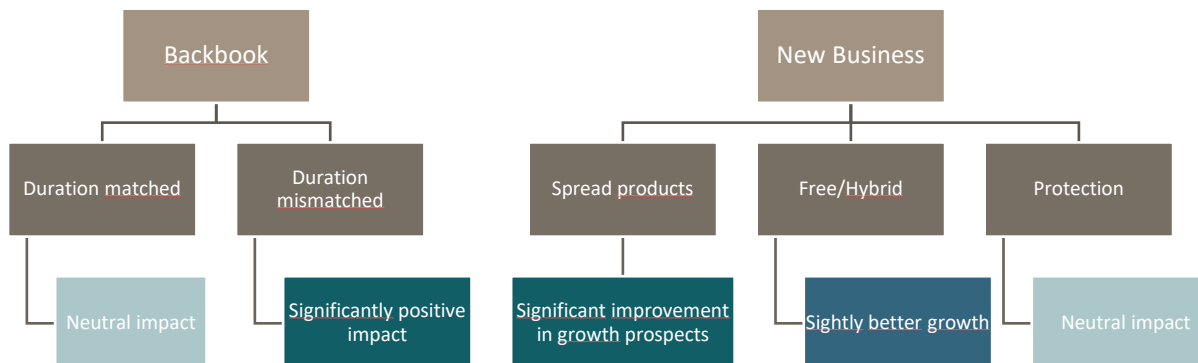 Backbook
New Business
Duration matched
Duration
mismatched
Spread products
Free/Hybrid
Protection
Neutral impact
Significantly positive
impact
Significant improvement
in growth prospects
Sightly better growth
Neutral impact